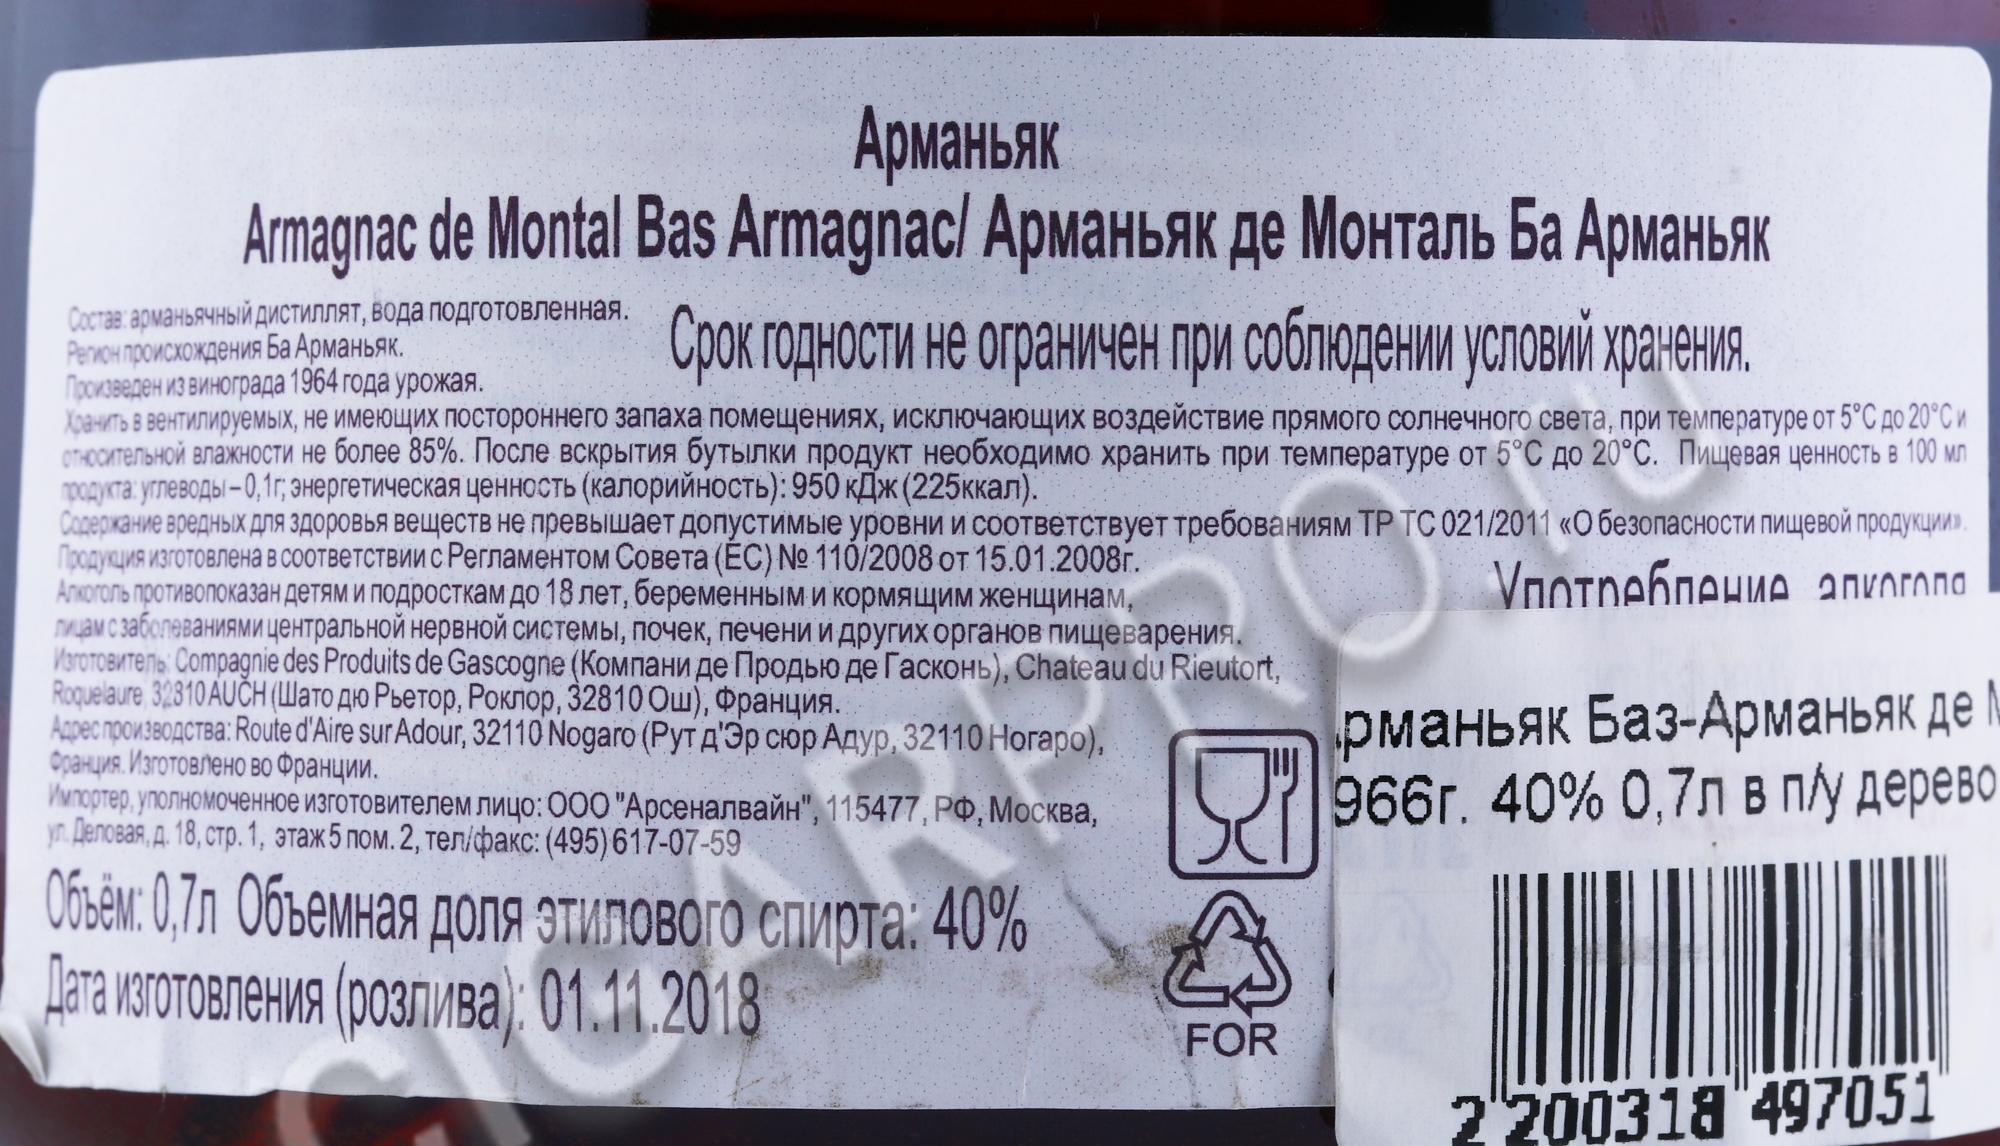 Арманьяк
Armagnac de Montal Bas Armagnac/ Арманьяк де Монталь Ба Арманьяк
Состав: арманьячный дистиллят, вода подготовленная.
Регион происхождения Ба Арманьяк.
Произведен из винограда 1964 года урожая.
Срок годности не ограничен при соблюдении условий хранения.
Хранить в вентилируемых, не имеющих постороннего запаха помещениях, исключающих воздействие прямого солнечного света, при температуре от 5°C до 20°C и
относительной влажности не более 85%. После вскрытия бутылки продукт необходимо хранить при температуре от 5°C до 20°C. Пищевая ценность в 100 мл
продукта: углеводы – 0,1г; энергетическая ценность (калорийность): 950 кДж (225ккал).
Содержание вредных для здоровья веществ не превышает допустимые уровни и соответствует требованиям ТР ТС 021/2011 «О безопасности пищевой продукции».
Продукция изготовлена в соответствии с Регламентом Совета (ЕС) № 110/2008 от 15.01.2008г.
Употребление алкоголя
Алкоголь противопоказан детям и подросткам до 18 лет, беременным и кормящим женщинам,
лицам с заболеваниями центральной нервной системы, почек, печени и других органов пищеварения.
Изготовитель: Compagnie des Produits de Gascogne (Компани де Продью де Гасконь), Chateau du Rieutort,
Roquelaure, 32810 AUCH (Шато дю Рьетор, Роклор, 32810 Ош), Франция.
Адрес производства: Route d'Aire sur Adour, 32110 Nogaro (Рут д'Эр сюр Адур, 32110 Ногаро),
Франция. Изготовлено во Франции.
Импортер, уполномоченное изготовителем лицо: ООО "Арсеналвайн", 115477, РФ, Москва,
ул. Деловая, д. 18, стр. 1, этаж 5 пом. 2, тел/факс: (495) 617-07-59
Объём: 0,7л Объемная доля этилового спирта: 40%
Дата изготовления (розлива): 01.11.2018
FOR
рманьяк Баз-Арманьяк де
966г. 40% 0,7л в п/у дерево
2 200318 497051
CIGARPRO.ru